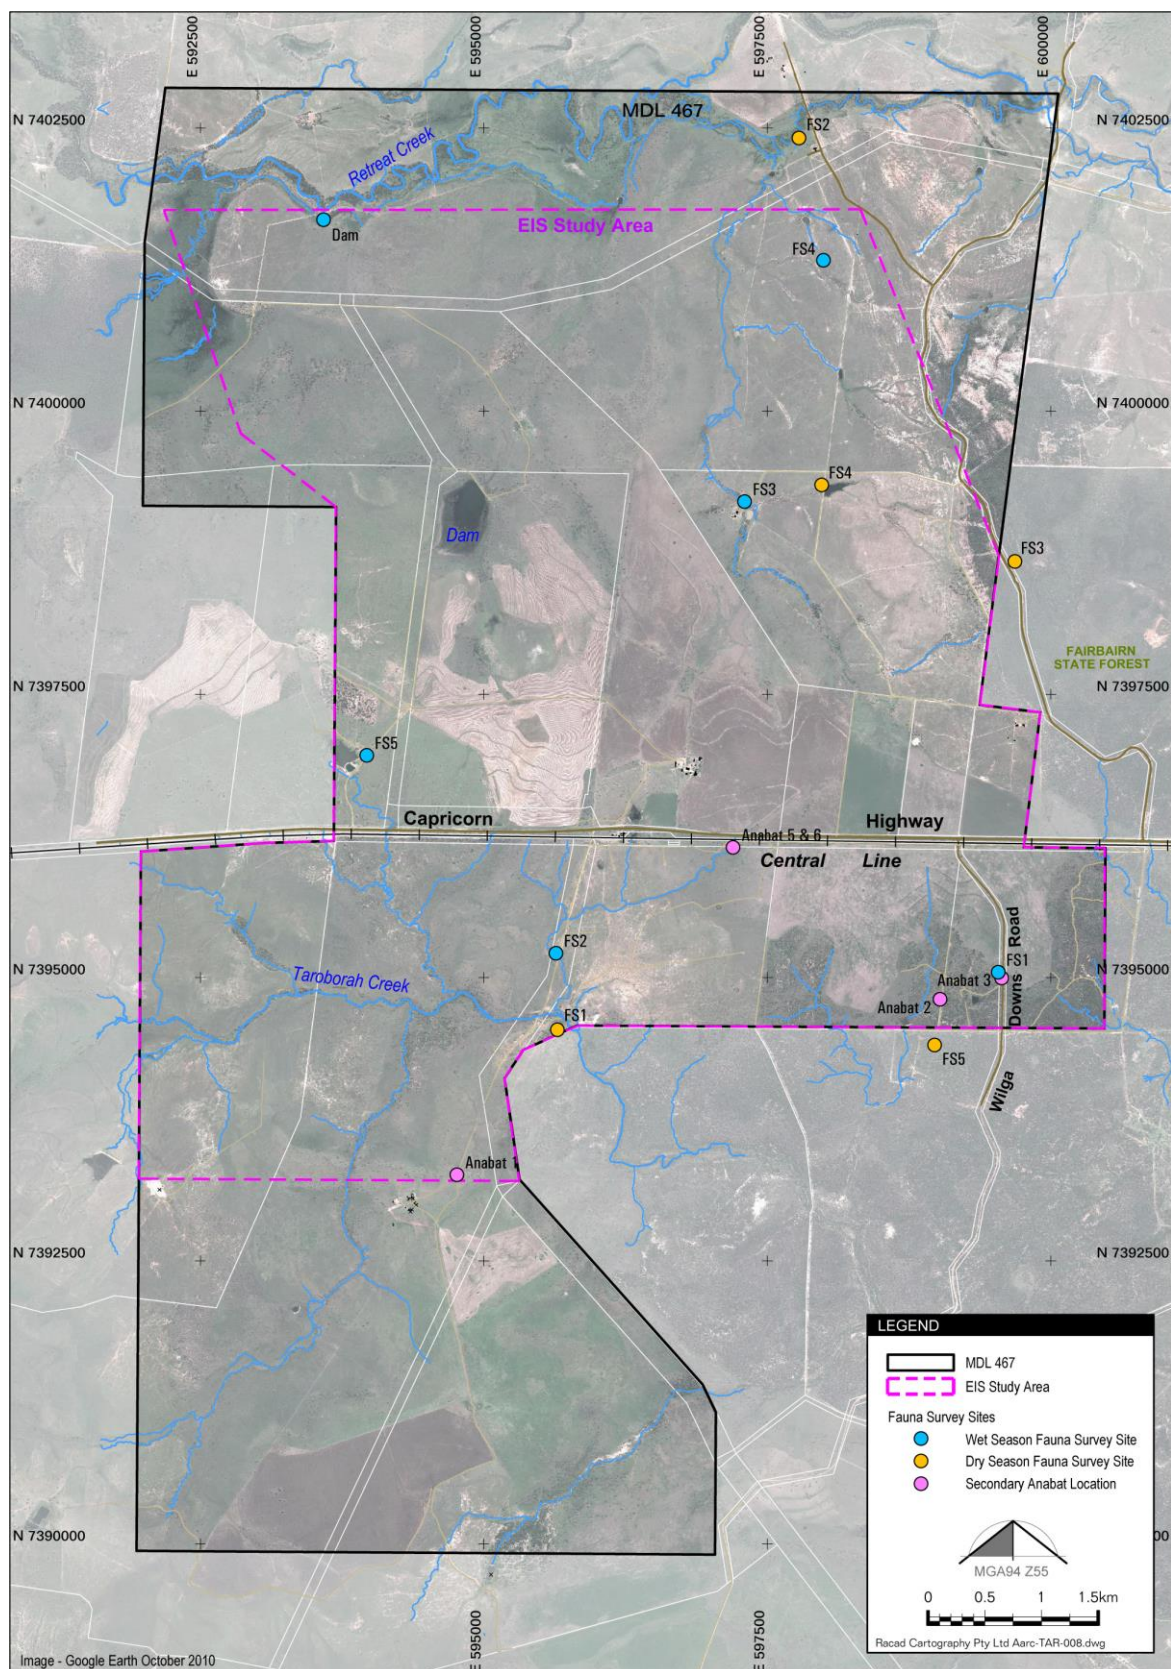 E 592500
E 595000
E 597500
E 600000
N 7402500
MDL 467
FS2
N 7402500
Retreat Creek
EIS Study Area
Dam
FS4
N 7400000
N 7400000
FS4
FS3
Dam
FS3
FAIRBAIRN
STATE FOREST
N 7397500
N 7397500
FS5
Capricorn
Highway
Anabat 5 & 6
Central Line
FS2
FS1
N 7395000
N 7395000
Taroborah Creek
Anabat 3
Anabat 2
Wilga Downs Road
FS1
FS5
Anabat 1
N 7392500
N 7392500
LEGEND
MDL 467
EIS Study Area
Fauna Survey Sites
Wet Season Fauna Survey Site
Dry Season Fauna Survey Site
Secondary Anabat Location
N 7390000
00
MGA94 Z55
0 0.5 1 1.5km
Racad Cartography Pty Ltd Aarc-TAR-008.dwg
E 595000
E 597500
Image - Google Earth October 2010